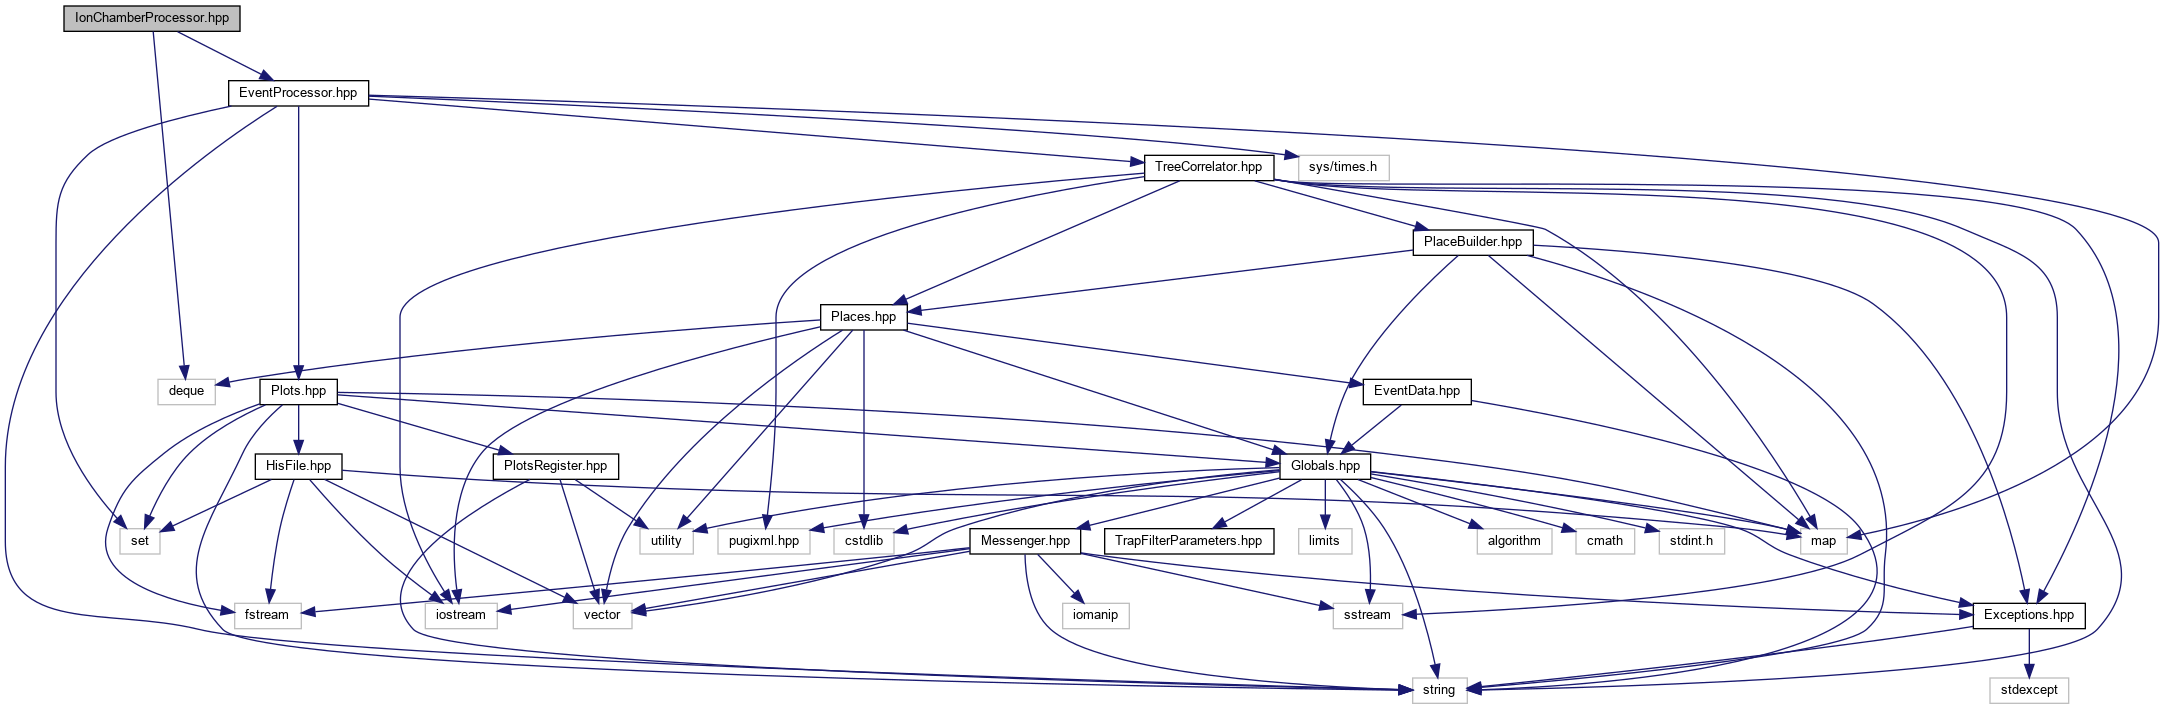 IonChamberProcessor.hpp
EventProcessor.hpp
TreeCorrelator.hpp
sys/times.h
PlaceBuilder.hpp
Places.hpp
deque
Plots.hpp
EventData.hpp
HisFile.hpp
PlotsRegister.hpp
Globals.hpp
set
utility
pugixml.hpp
cstdlib
Messenger.hpp
TrapFilterParameters.hpp
limits
algorithm
cmath
stdint.h
map
fstream
iostream
vector
iomanip
sstream
Exceptions.hpp
string
stdexcept